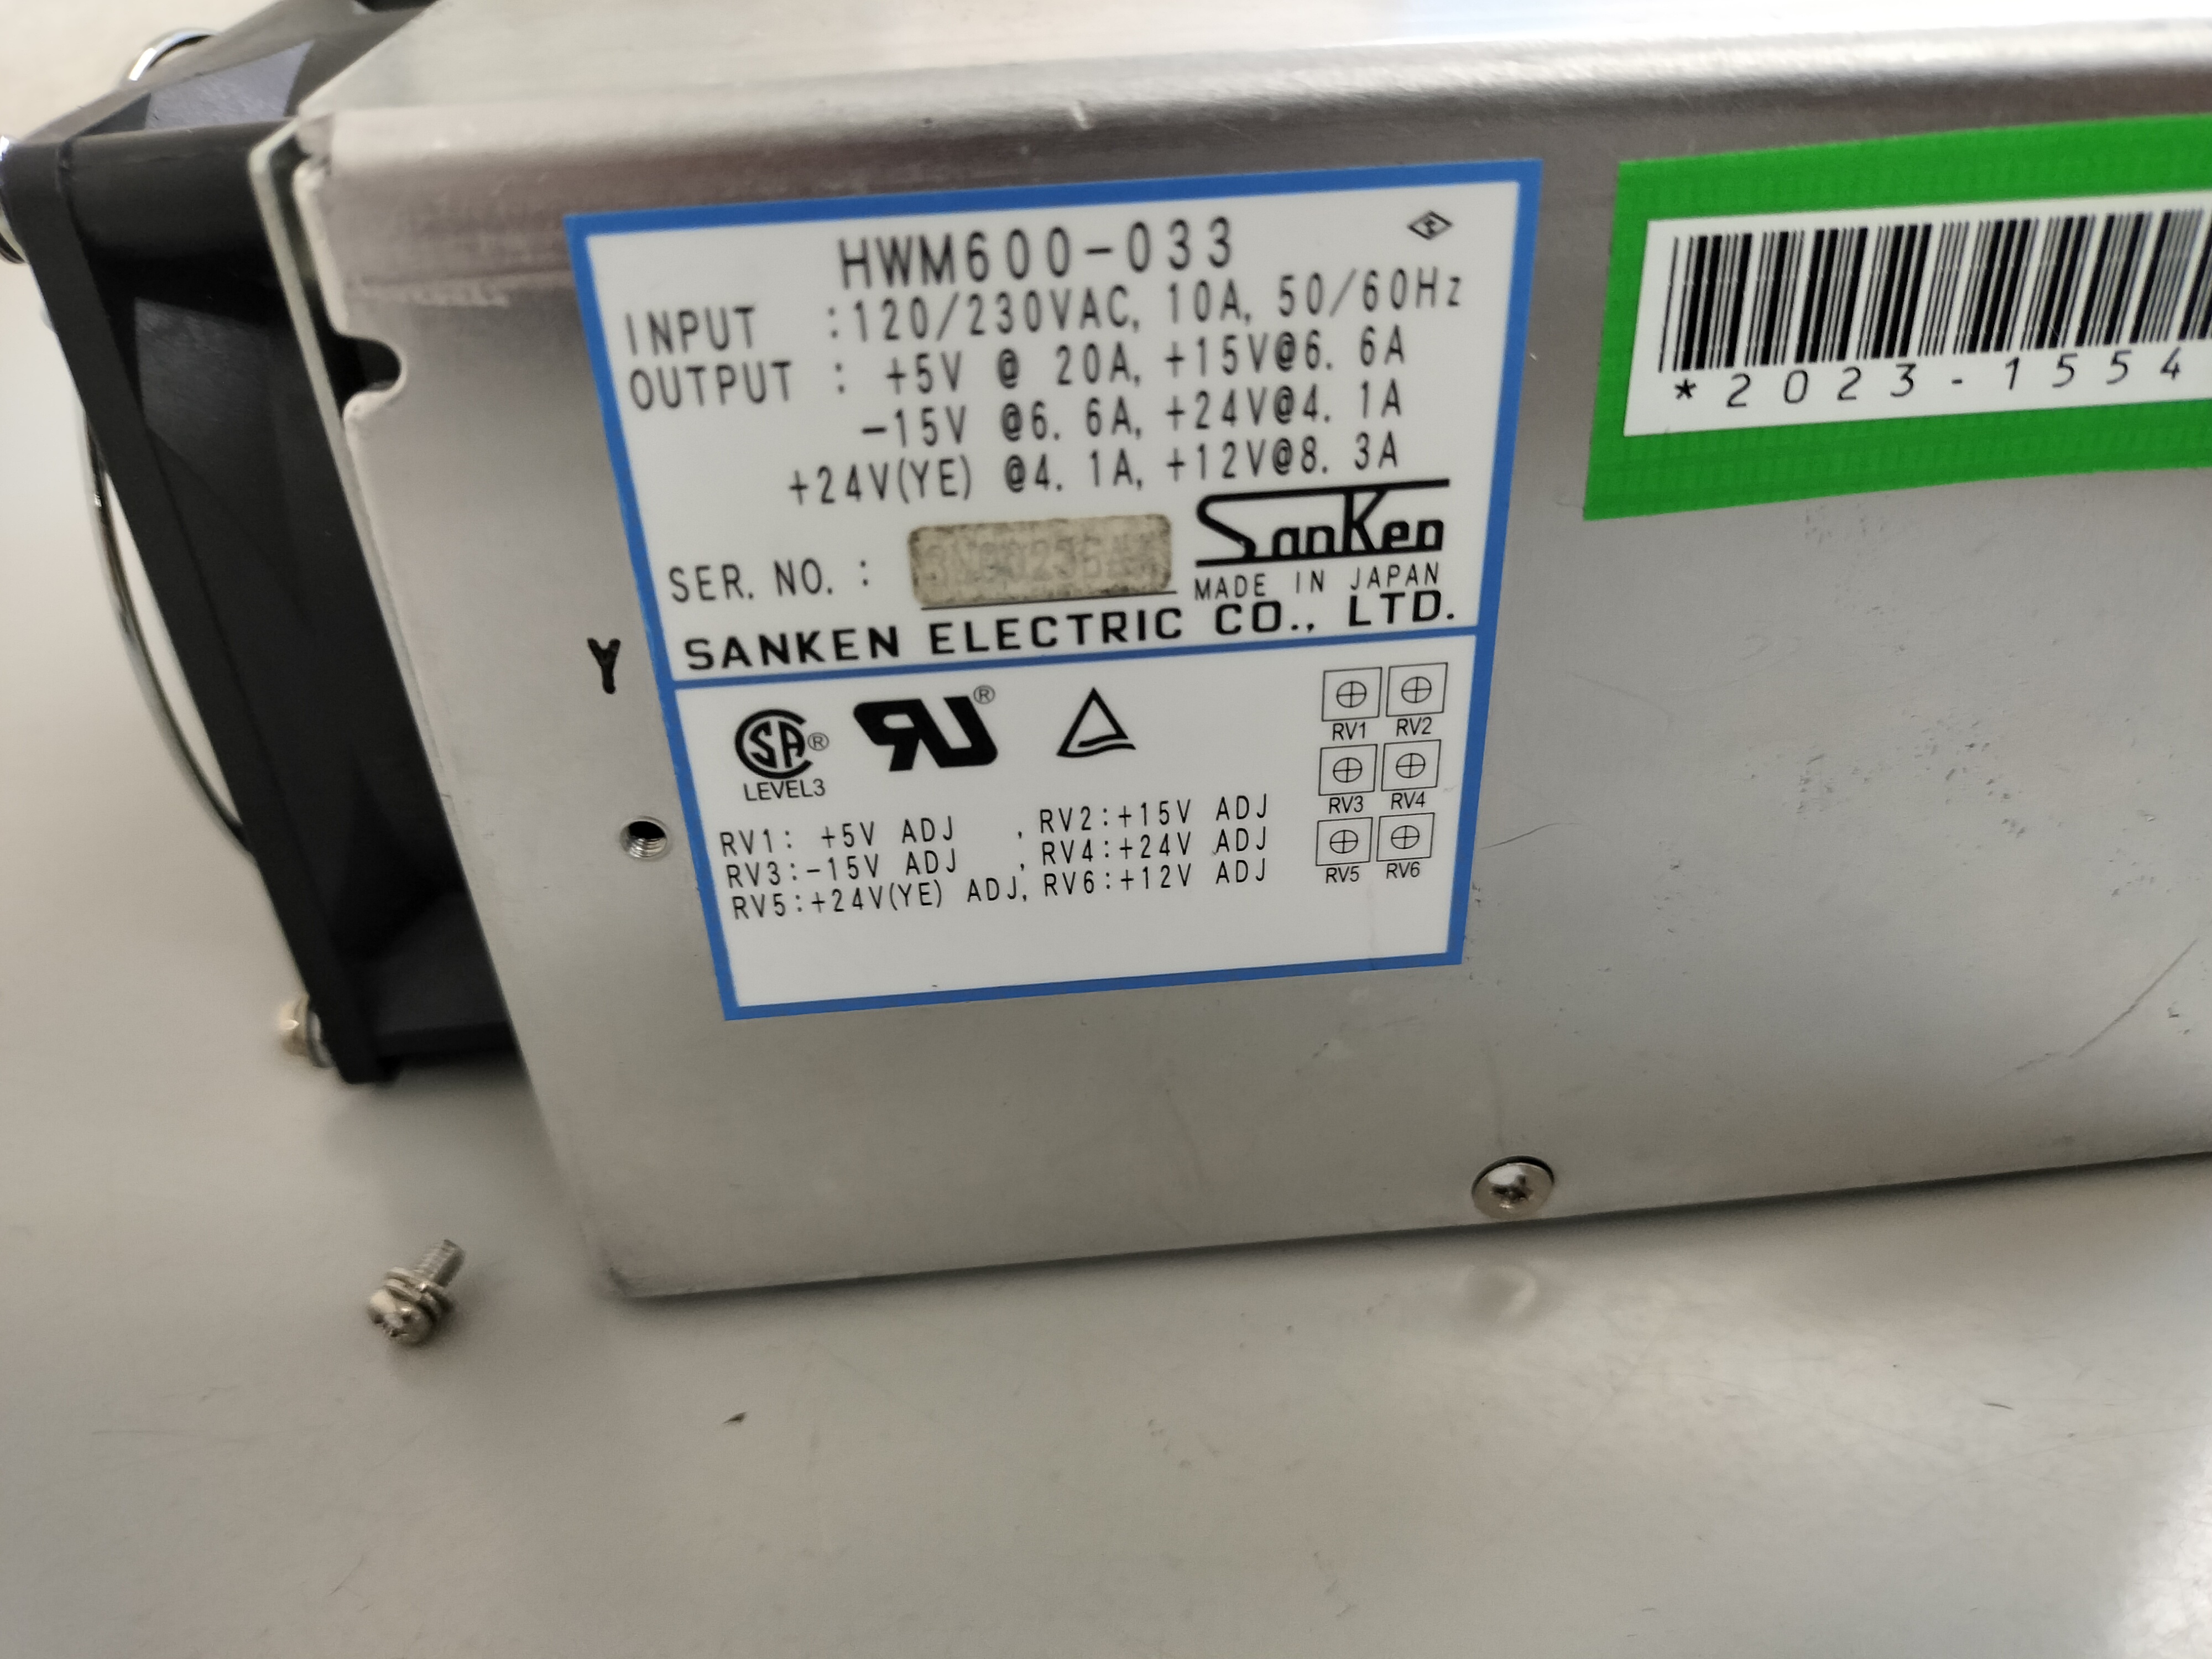 HWM600-033
INPUT :120/230VAC, 10A, 50/60Hz
OUTPUT : +5V @ 20A, +15V@6. 6A
-15V @6. 6A, +24V@4. 1A
+24V(YE) @4. 1A, +12V@8. 3A
SER. NO. :
SanKen
MADE IN JAPAN
SANKEN ELECTRIC CO., LTD.
Y
SA®
LEVEL3
RU®
RV1 RV2
RV3 RV4
RV5 RV6
RV1: +5V ADJ , RV2:+15V ADJ
RV3:-15V ADJ , RV4:+24V ADJ
RV5:+24V(YE) ADJ, RV6:+12V ADJ
*2023-1554